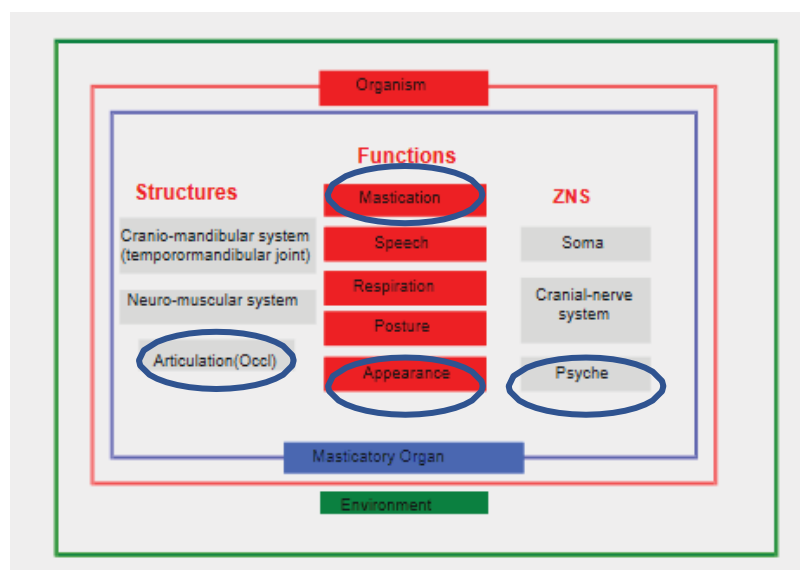 Organism
Functions
Structures
Mastication
ZNS
Cranio-mandibular system
(temporormandibular joint)
Speech
Soma
Neuro-muscular system
Respiration
Cranial-nerve
system
Posture
Articulation(Occl)
Appearance
Psyche
Masticatory Organ
Environment